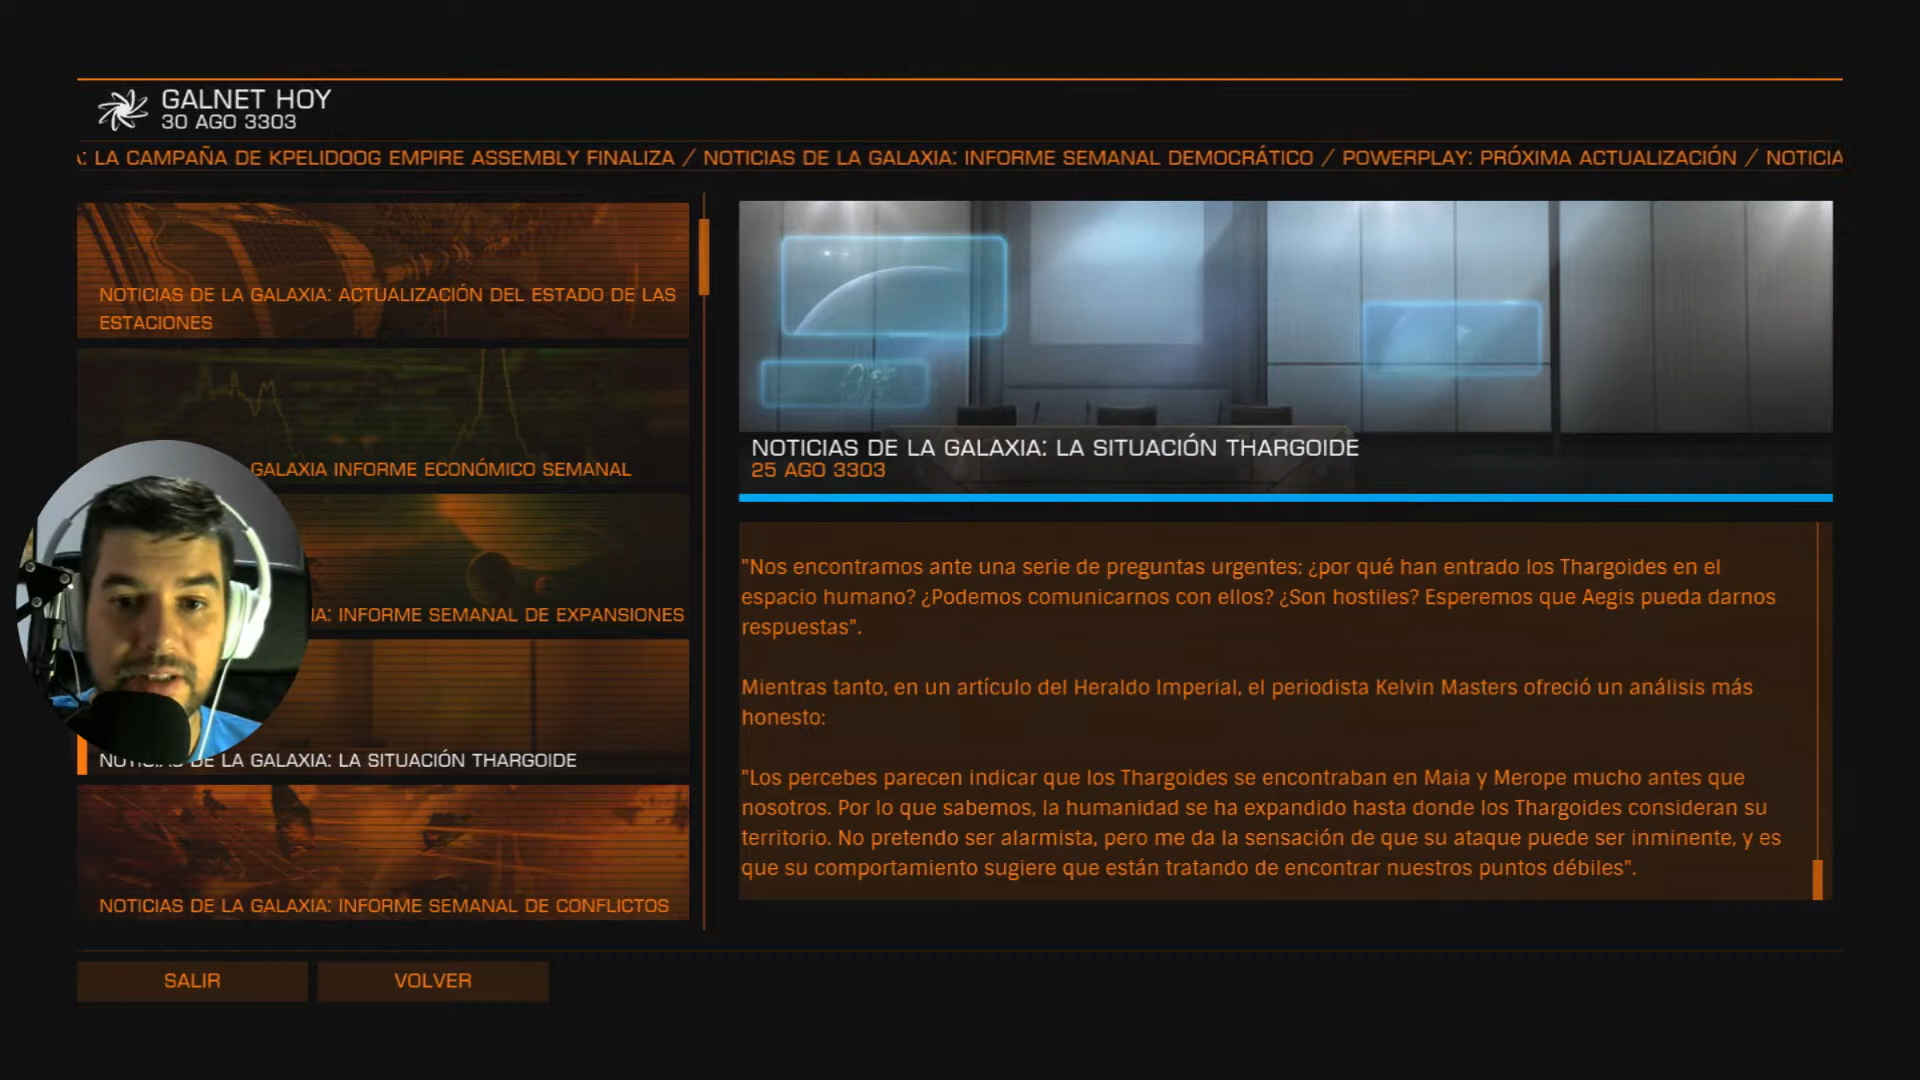 GALNET HOY
30 AGO 3303
: LA CAMPAÑA DE KPELIDOOG EMPIRE ASSEMBLY FINALIZA / NOTICIAS DE LA GALAXIA: INFORME SEMANAL DEMOCRÁTICO / POWERPLAY: PRÓXIMA ACTUALIZACIÓN / NOTICIA
NOTICIAS DE LA GALAXIA: ACTUALIZACIÓN DEL ESTADO DE LAS
ESTACIONES
GALAXIA INFORME ECONÓMICO SEMANAL
IA: INFORME SEMANAL DE EXPANSIONES
NOTICIAS DE LA GALAXIA: LA SITUACIÓN THARGOIDE
NOTICIAS DE LA GALAXIA: INFORME SEMANAL DE CONFLICTOS
NOTICIAS DE LA GALAXIA: LA SITUACIÓN THARGOIDE
25 AGO 3303
"Nos encontramos ante una serie de preguntas urgentes: ¿por qué han entrado los Thargoides en el
espacio humano? ¿Podemos comunicarnos con ellos? ¿Son hostiles? Esperemos que Aegis pueda darnos
respuestas".
Mientras tanto, en un artículo del Heraldo Imperial, el periodista Kelvin Masters ofreció un análisis más
honesto:
"Los percebes parecen indicar que los Thargoides se encontraban en Maia y Merope mucho antes que
nosotros. Por lo que sabemos, la humanidad se ha expandido hasta donde los Thargoides consideran su
territorio. No pretendo ser alarmista, pero me da la sensación de que su ataque puede ser inminente, y es
que su comportamiento sugiere que están tratando de encontrar nuestros puntos débiles".
SALIR
VOLVER